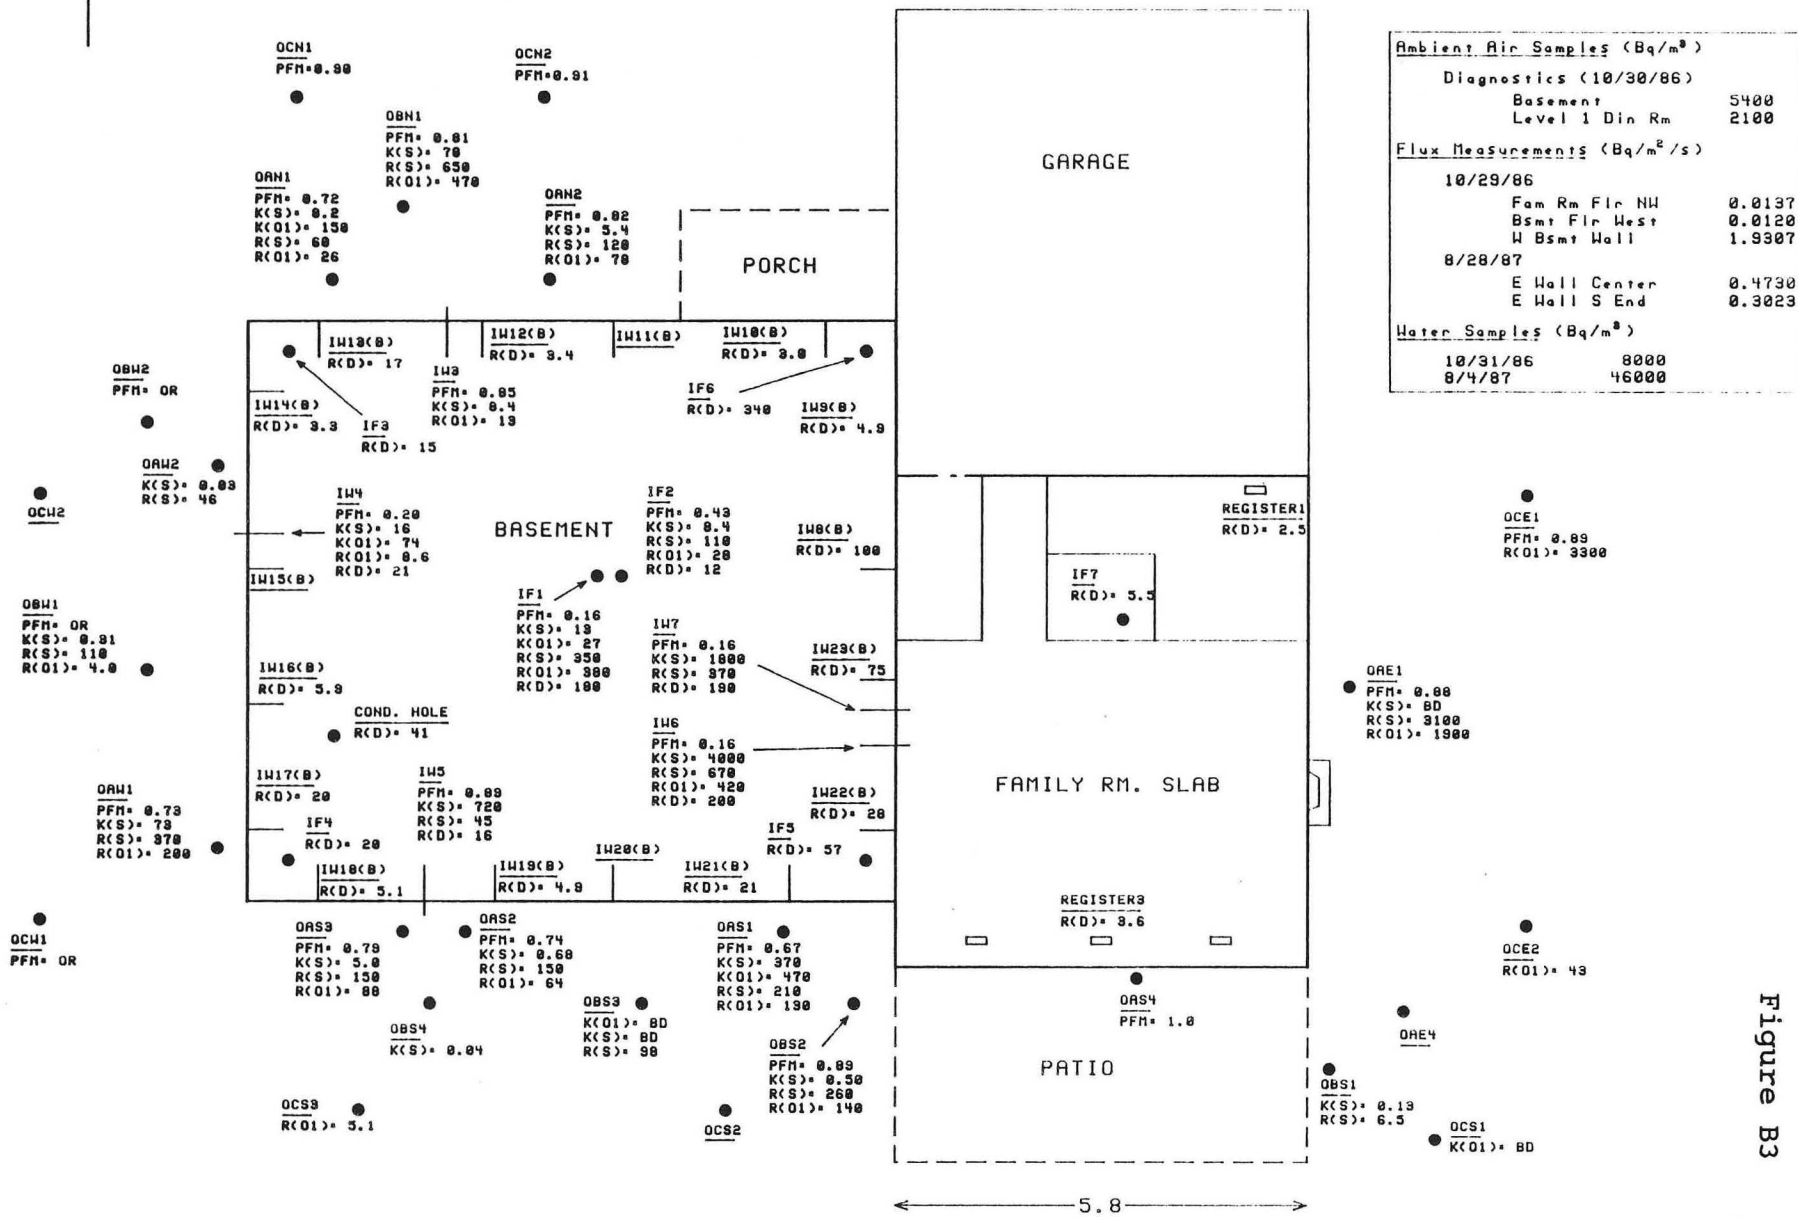 OCN1
PFM=0.90
OCN2
PFM=0.91
OBN1
PFM= 0.81
K(S)= 70
R(S)= 650
R(O1)= 470
OAN1
PFM= 0.72
K(S)= 8.2
K(O1)= 150
R(S)= 60
R(O1)= 26
OAN2
PFM= 0.82
K(S)= 5.4
R(S)= 120
R(O1)= 70
GARAGE
PORCH
Ambient Air Samples (Bq/m³)
Diagnostics (10/30/86)
Basement 5400
Level 1 Din Rm 2100
Flux Measurements (Bq/m²/s)
10/29/86
Fam Rm Flr NW 0.0137
Bsmt Flr West 0.0120
W Bsmt Wall 1.9307
8/28/87
E Wall Center 0.4730
E Wall S End 0.3023
Water Samples (Bq/m³)
10/31/86 8000
8/4/87 46000
IW13(B)
R(D)= 17
IW12(B)
R(D)= 3.4
IW11(B)
IW10(B)
R(D)= 3.0
IW3
PFM= 0.85
K(S)= 8.4
R(O1)= 13
IF6
R(D)= 340
IW9(B)
R(D)= 4.9
OBW2
PFM= OR
IW14(B)
R(D)= 3.3
IF3
R(D)= 15
OAW2
K(S)= 0.03
R(S)= 46
OCW2
IW4
PFM= 0.20
K(S)= 16
K(O1)= 74
R(O1)= 8.6
R(D)= 21
BASEMENT
IF2
PFM= 0.43
K(S)= 8.4
R(S)= 110
R(O1)= 28
R(D)= 12
IW8(B)
R(D)= 100
REGISTER1
R(D)= 2.5
OCE1
PFM= 0.89
R(O1)= 3300
IW15(B)
IF1
PFM= 0.16
K(S)= 13
K(O1)= 27
R(S)= 350
R(O1)= 380
R(D)= 180
IF7
R(D)= 5.5
OBW1
PFM= OR
K(S)= 0.91
R(S)= 110
R(O1)= 4.0
IW7
PFM= 0.16
K(S)= 1800
R(S)= 370
R(D)= 190
IW23(B)
R(D)= 75
IW16(B)
R(D)= 5.9
OAE1
PFM= 0.88
K(S)= BD
R(S)= 3100
R(O1)= 1900
COND. HOLE
R(D)= 41
IW6
PFM= 0.16
K(S)= 4000
R(S)= 670
R(O1)= 420
R(D)= 200
IW17(B)
R(D)= 20
IW5
PFM= 0.89
K(S)= 720
R(S)= 45
R(D)= 16
IW22(B)
R(D)= 28
FAMILY RM. SLAB
OAW1
PFM= 0.73
K(S)= 73
R(S)= 370
R(O1)= 200
IF4
R(D)= 20
IF5
R(D)= 57
IW18(B)
R(D)= 5.1
IW19(B)
R(D)= 4.9
IW20(B)
IW21(B)
R(D)= 21
REGISTER3
R(D)= 3.6
OCW1
PFM= OR
OAS3
PFM= 0.79
K(S)= 5.0
R(S)= 150
R(O1)= 88
OAS2
PFM= 0.74
K(S)= 0.68
R(S)= 150
R(O1)= 64
OAS1
PFM= 0.67
K(S)= 370
K(O1)= 470
R(S)= 210
R(O1)= 190
OCE2
R(O1)= 43
OAS4
PFM= 1.0
OBS4
K(S)= 0.04
OBS3
K(O1)= BD
K(S)= BD
R(S)= 98
OBS2
PFM= 0.89
K(S)= 0.50
R(S)= 260
R(O1)= 140
OAE4
PATIO
OBS1
K(S)= 0.13
R(S)= 6.5
OCS3
R(O1)= 5.1
OCS2
OCS1
K(O1)= BD
5.8
Figure B3